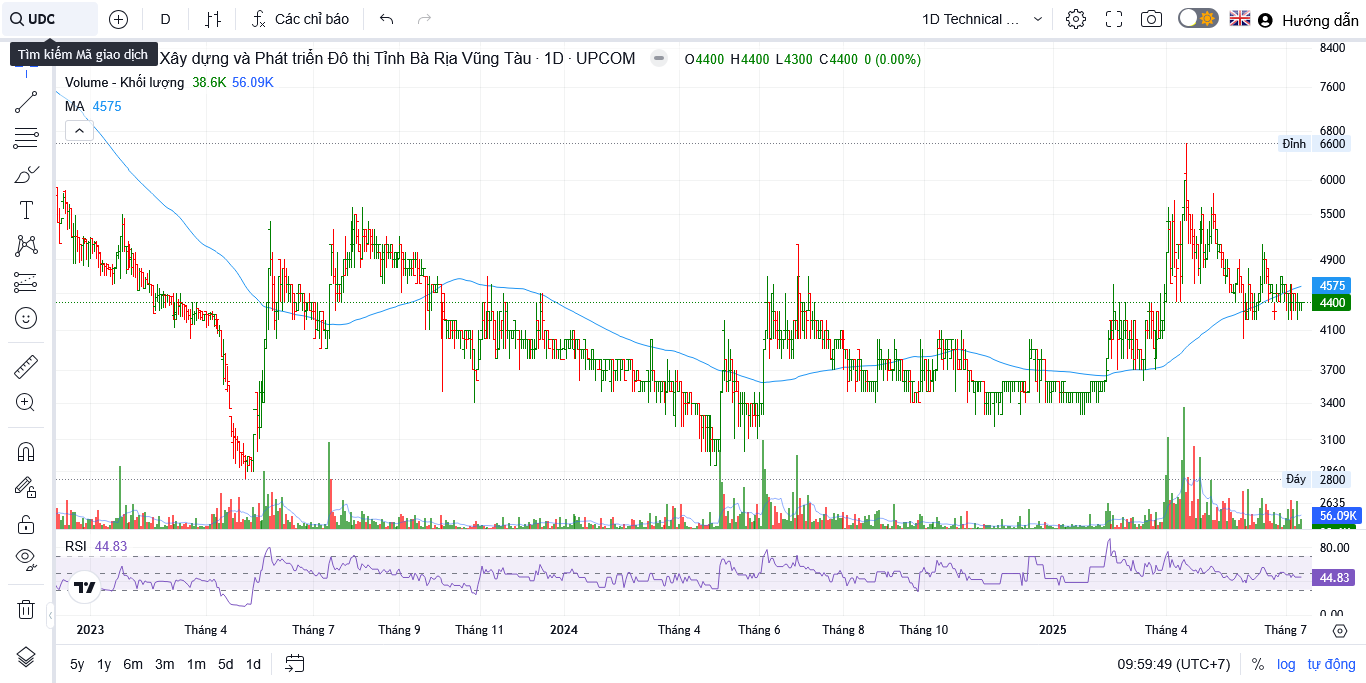 UDC
D
Các chỉ báo
1D Technical ...
Hướng dẫn
Tìm kiếm Mã giao dịch
Xây dựng và Phát triển Đô thị Tỉnh Bà Rịa Vũng Tàu · 1D · UPCOM
O4400 H4400 L4300 C4400 0 (0.00%)
Volume - Khối lượng 38.6K 56.09K
MA 4575
8400
7600
6800
Đỉnh 6600
6000
5500
4900
4575
4400
4100
3700
3400
3100
2860
Đáy 2800
2635
56.09K
RSI 44.83
80.00
44.83
0.00
2023 Tháng 4 Tháng 7 Tháng 9 Tháng 11 2024 Tháng 4 Tháng 6 Tháng 8 Tháng 10 2025 Tháng 4 Tháng 7
5y 1y 6m 3m 1m 5d 1d
09:59:49 (UTC+7) % log tự động